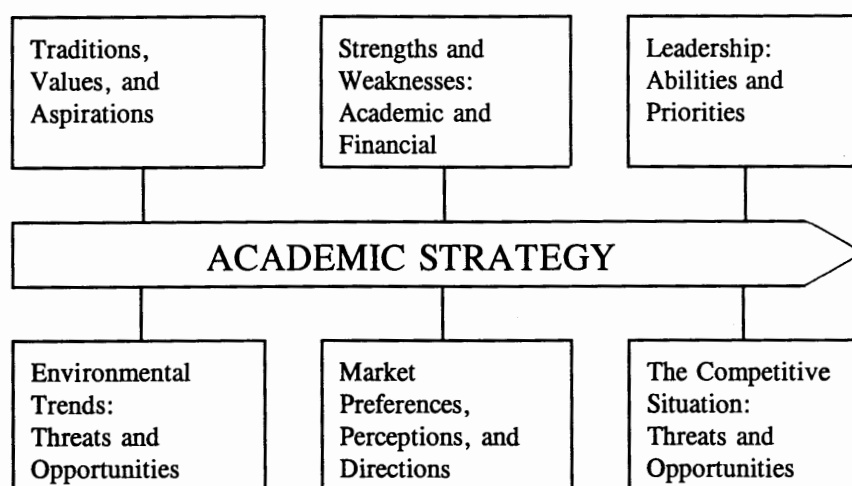 Traditions,
Values, and
Aspirations
Strengths and
Weaknesses:
Academic and
Financial
Leadership:
Abilities and
Priorities
ACADEMIC STRATEGY
Environmental
Trends:
Threats and
Opportunities
Market
Preferences,
Perceptions, and
Directions
The Competitive
Situation:
Threats and
Opportunities